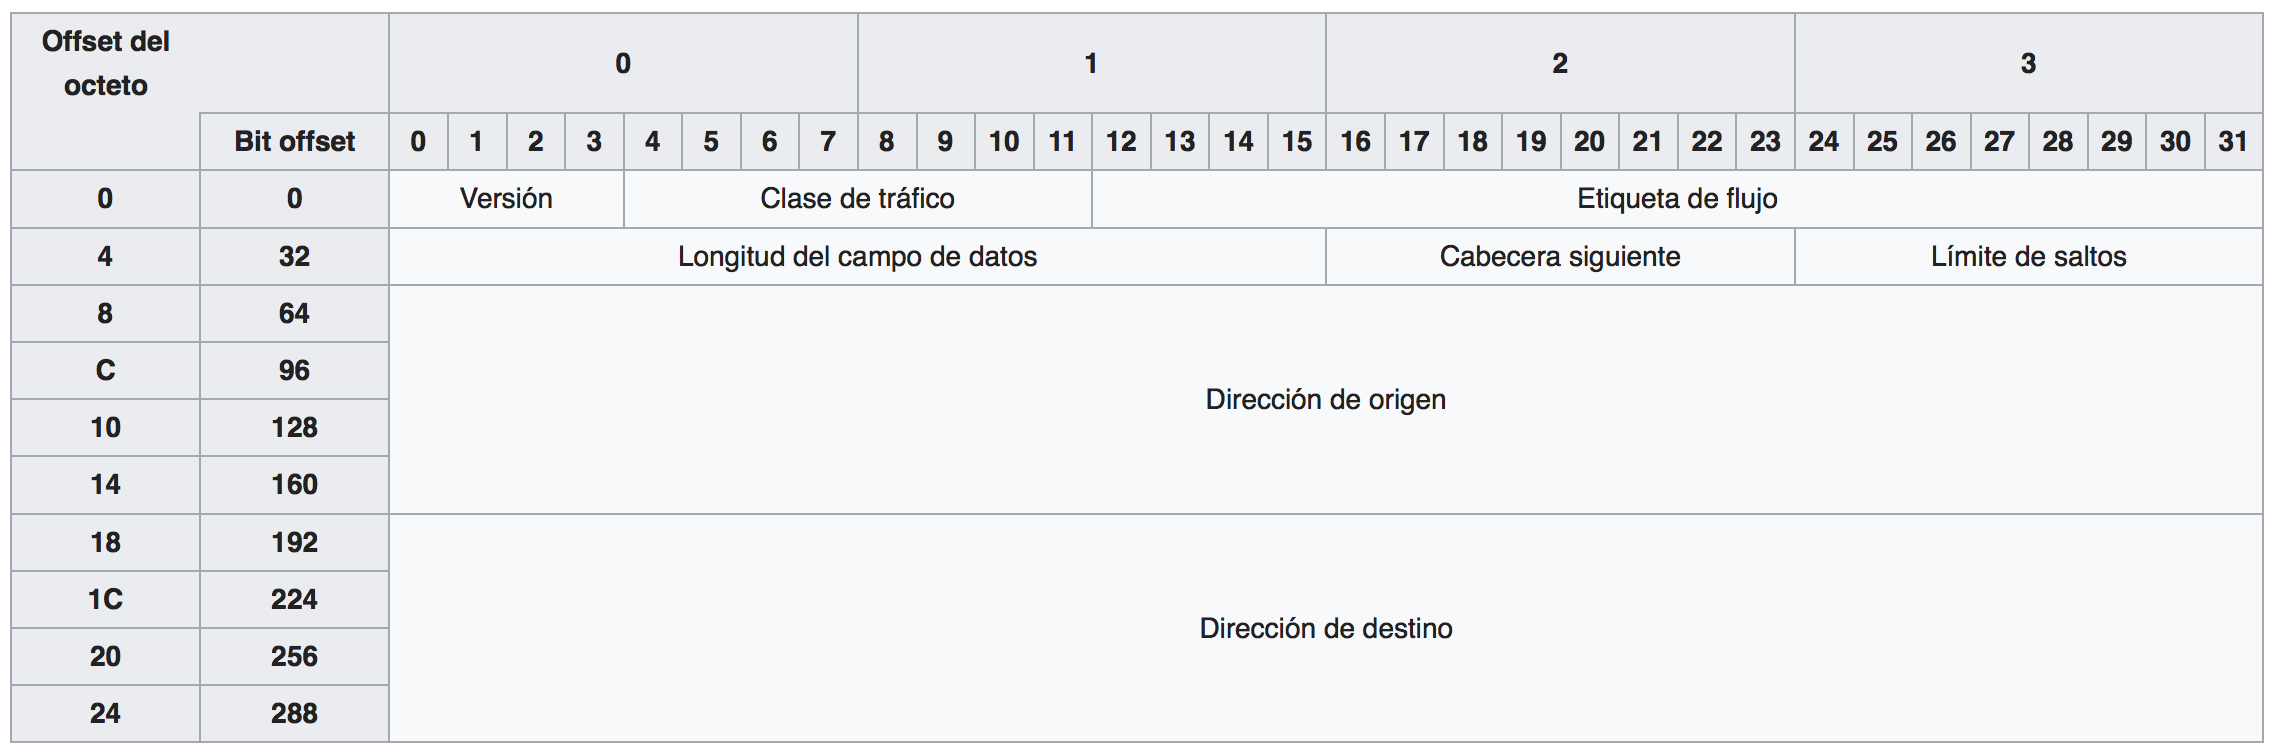 Offset del
octeto
0 1 2 3
Bit offset 0 1 2 3 4 5 6 7 8 9 10 11 12 13 14 15 16 17 18 19 20 21 22 23 24 25 26 27 28 29 30 31
0 0 Versión Clase de tráfico Etiqueta de flujo
4 32 Longitud del campo de datos Cabecera siguiente Límite de saltos
8 64
C 96
Dirección de origen
10 128
14 160
18 192
1C 224
Dirección de destino
20 256
24 288